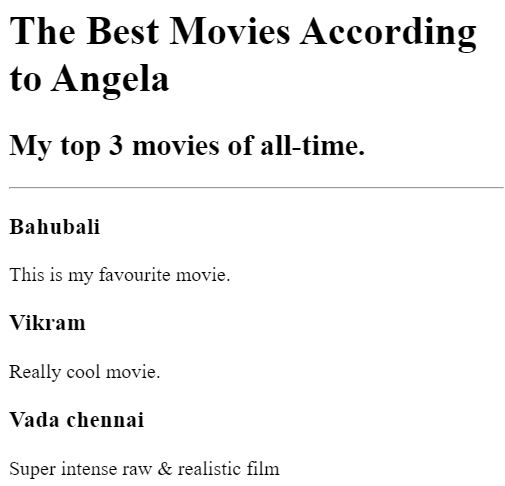 The Best Movies According
to Angela
My top 3 movies of all-time.
Bahubali
This is my favourite movie.
Vikram
Really cool movie.
Vada chennai
Super intense raw & realistic film